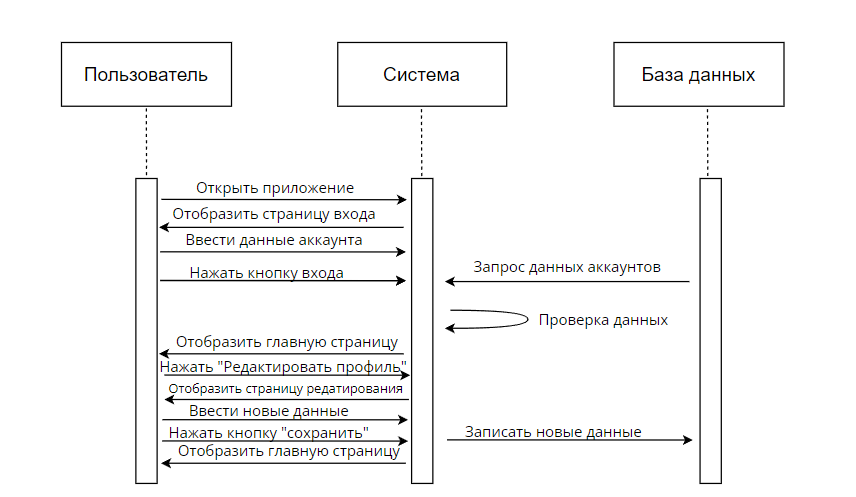 Пользователь
Система
База данных
Открыть приложение
Отобразить страницу входа
Ввести данные аккаунта
Нажать кнопку входа
Запрос данных аккаунтов
Проверка данных
Отобразить главную страницу
Нажать "Редактировать профиль"
Отобразить страницу редатирования
Ввести новые данные
Нажать кнопку "сохранить"
Записать новые данные
Отобразить главную страницу